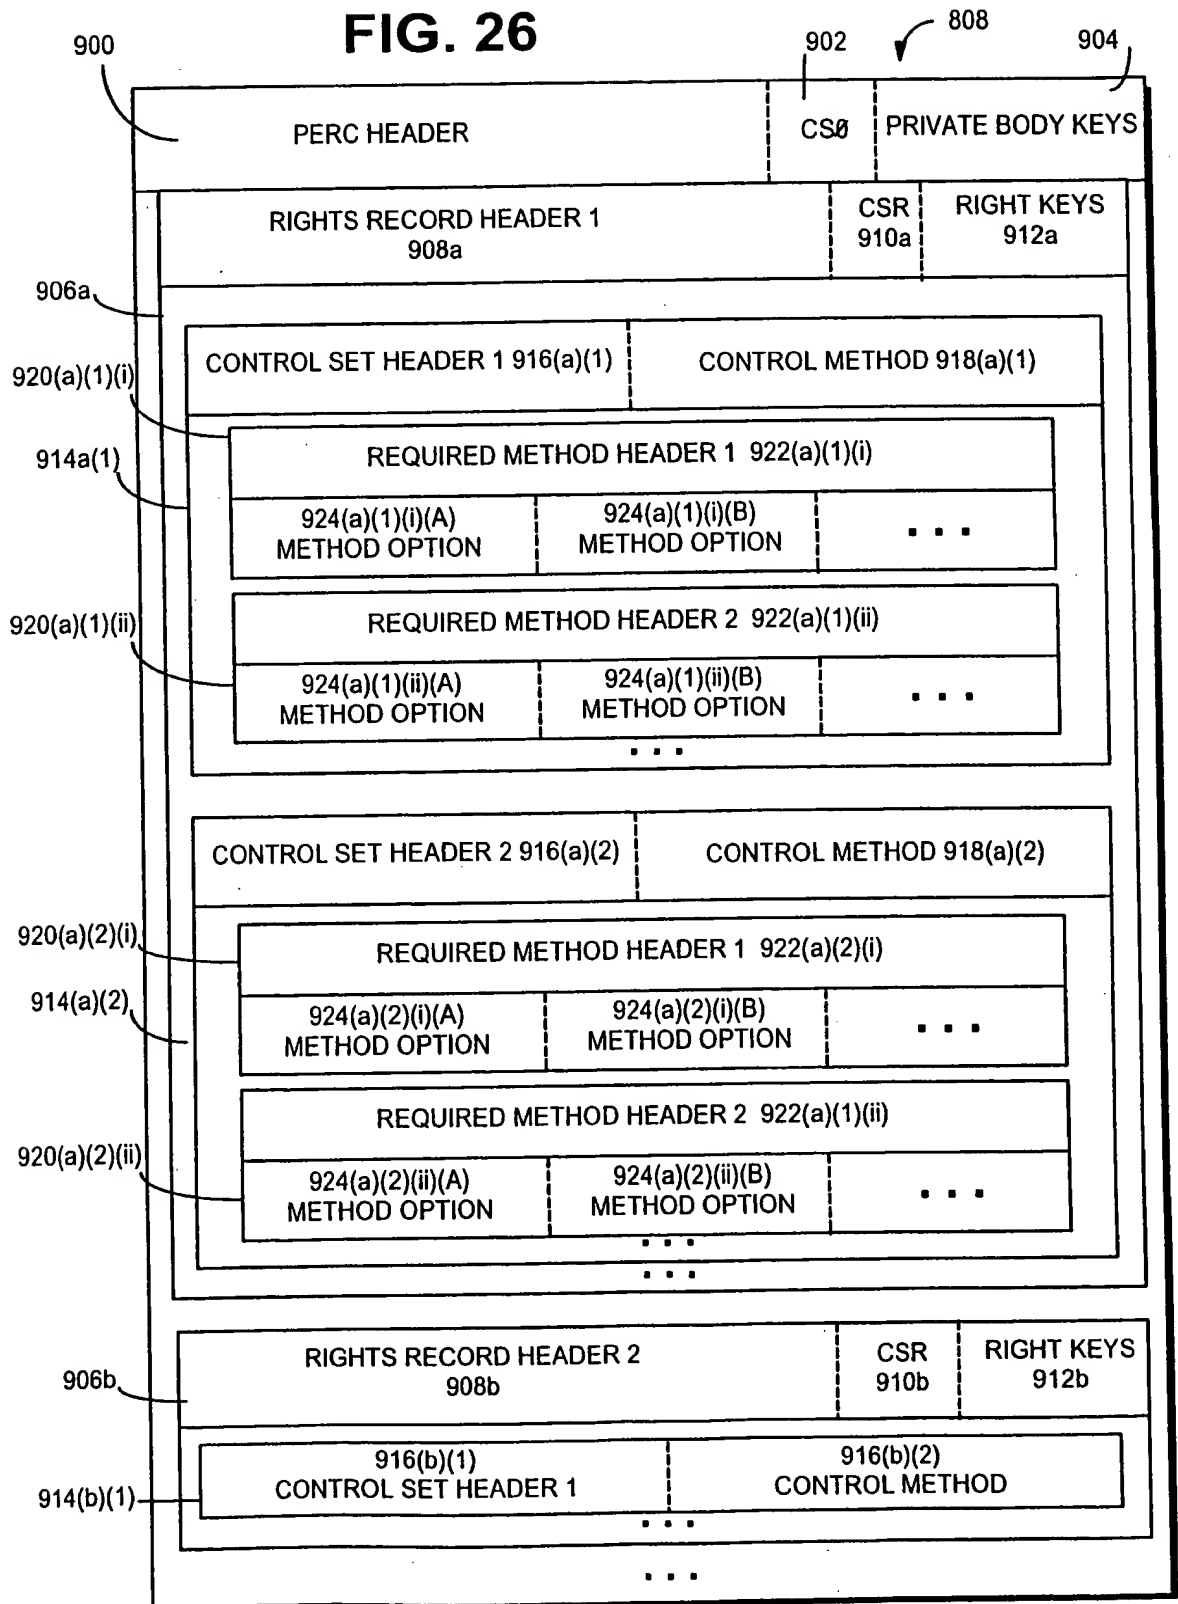 FIG. 26
808
900
902
904
PERC HEADER
CS0
PRIVATE BODY KEYS
RIGHTS RECORD HEADER 1
908a
CSR
910a
RIGHT KEYS
912a
906a
CONTROL SET HEADER 1 916(a)(1)
CONTROL METHOD 918(a)(1)
920(a)(1)(i)
REQUIRED METHOD HEADER 1 922(a)(1)(i)
914a(1)
924(a)(1)(i)(A)
METHOD OPTION
924(a)(1)(i)(B)
METHOD OPTION
. . .
920(a)(1)(ii)
REQUIRED METHOD HEADER 2 922(a)(1)(ii)
924(a)(1)(ii)(A)
METHOD OPTION
924(a)(1)(ii)(B)
METHOD OPTION
. . .
. . .
CONTROL SET HEADER 2 916(a)(2)
CONTROL METHOD 918(a)(2)
920(a)(2)(i)
REQUIRED METHOD HEADER 1 922(a)(2)(i)
914(a)(2)
924(a)(2)(i)(A)
METHOD OPTION
924(a)(2)(i)(B)
METHOD OPTION
. . .
REQUIRED METHOD HEADER 2 922(a)(1)(ii)
920(a)(2)(ii)
924(a)(2)(ii)(A)
METHOD OPTION
924(a)(2)(ii)(B)
METHOD OPTION
. . .
. . .
. . .
RIGHTS RECORD HEADER 2
908b
CSR
910b
RIGHT KEYS
912b
906b
916(b)(1)
CONTROL SET HEADER 1
916(b)(2)
CONTROL METHOD
914(b)(1)
. . .
. . .